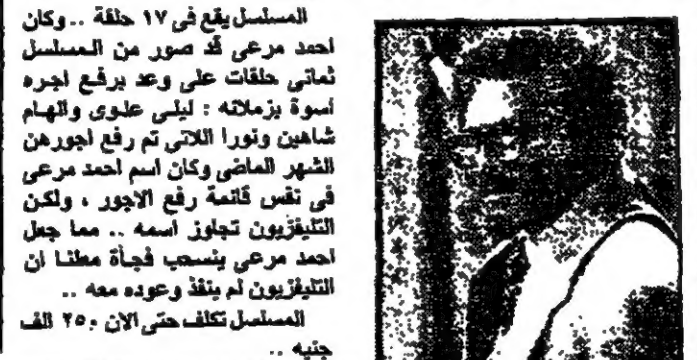 المسلسل يقع فى ١٧ حلقة .. وكان
احمد مرعى قد صور من المسلسل
ثمانى حلقات على وعد برفع اجره
اسوة بزملائه : ليلى علوى والهام
شاهين ونورا اللاتى تم رفع اجورهن
الشهر الماضى وكان اسم احمد مرعى
فى نفس قائمة رفع الاجور ، ولكن
التليفزيون تجاوز اسمه .. مما جعل
احمد مرعى ينسحب فجأة معلنا ان
التليفزيون لم ينفذ وعوده معه ..
المسلسل تكلف حتى الان ٢٥٠ الف
جنيه ..